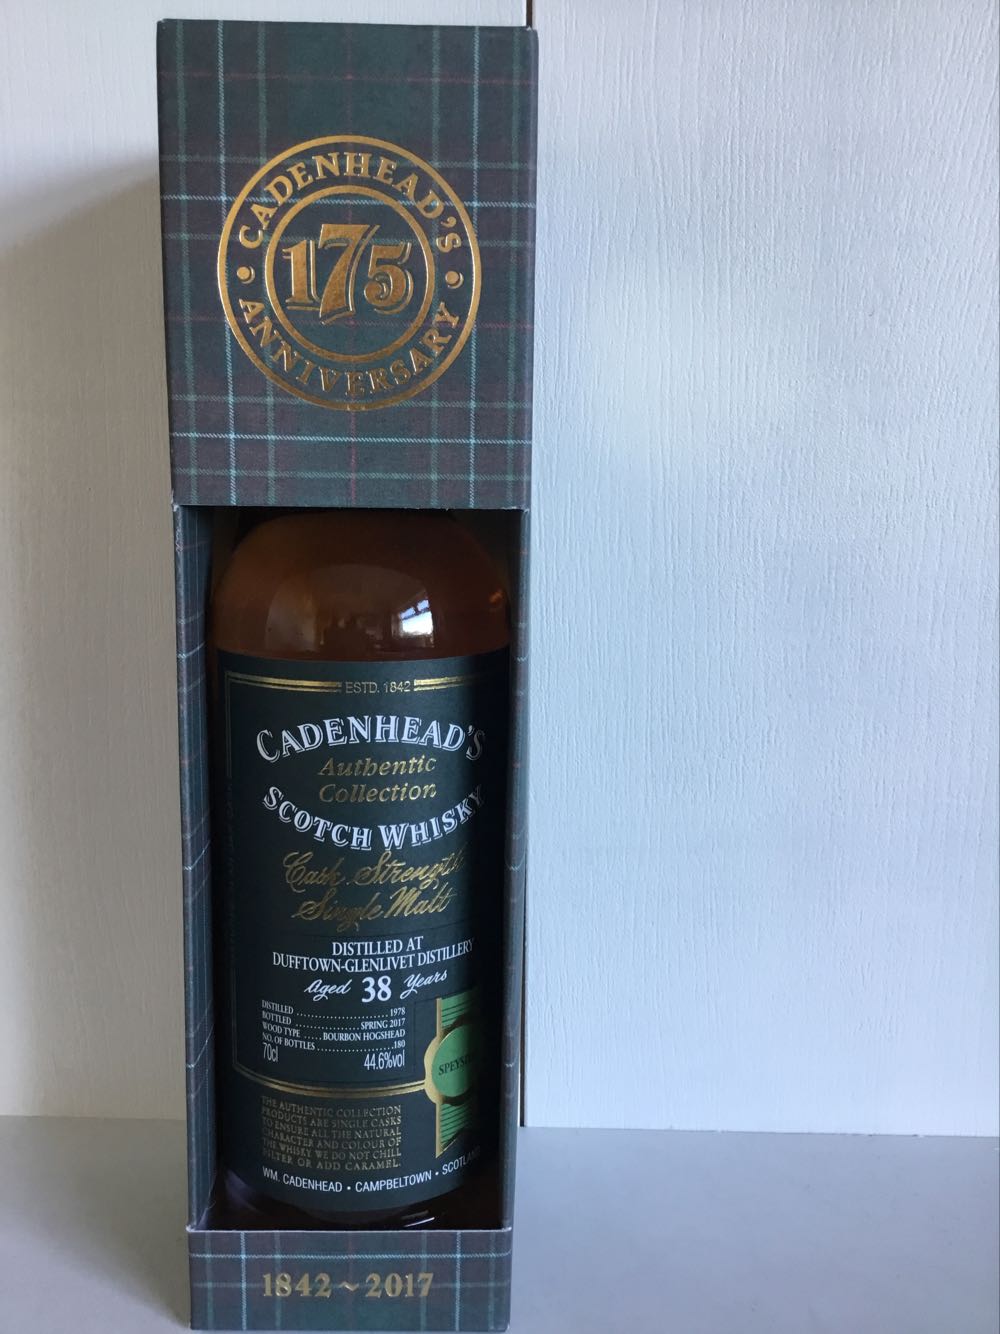 CADENHEAD'S
175
ANNIVERSARY
ESTD. 1842
CADENHEAD'S
Authentic
Collection
SCOTCH WHISKY
Cask Strength
Single Malt
DISTILLED AT
DUFFTOWN-GLENLIVET DISTILLERY
Aged 38 Years
DISTILLED .................. 1978
BOTTLED .................. SPRING 2017
WOOD TYPE ..... BOURBON HOGSHEAD
NO. OF BOTTLES .................. 180
70cl 44.6%vol
THE AUTHENTIC COLLECTION
PRODUCTS ARE SINGLE CASKS
TO ENSURE ALL THE NATURAL
CHARACTER AND COLOUR OF
THE WHISKY WE DO NOT CHILL
FILTER OR ADD CARAMEL.
WM. CADENHEAD • CAMPBELTOWN • SCOTLAND
1842~2017